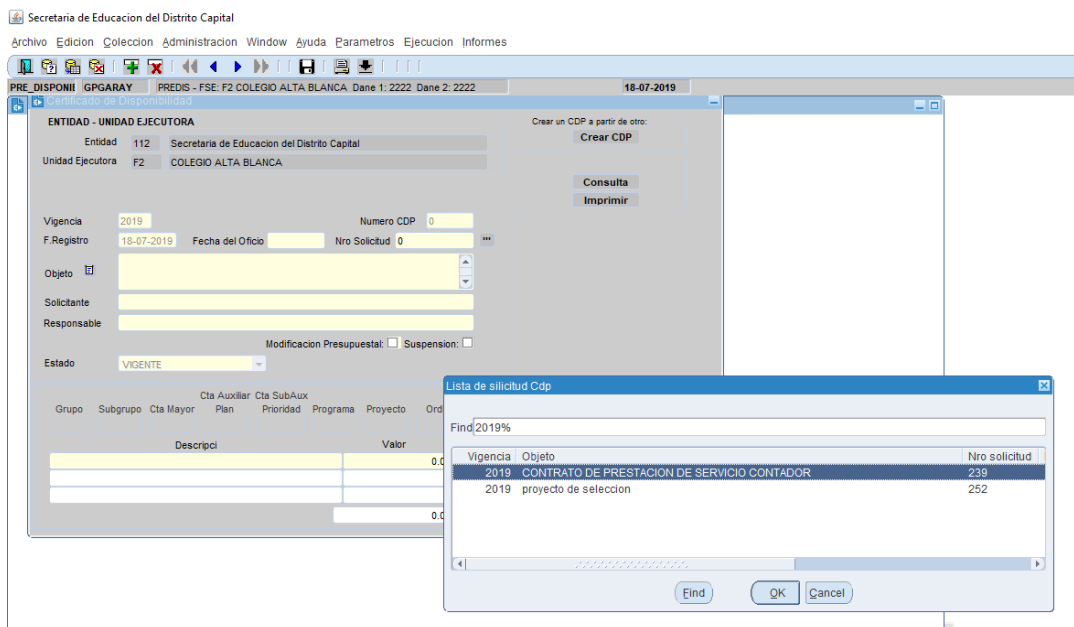 Secretaria de Educacion del Distrito Capital
Archivo Edicion Coleccion Administracion Window Ayuda Parametros Ejecucion Informes
PRE_DISPONII GPGARAY PREDIS - FSE: F2 COLEGIO ALTA BLANCA Dane 1: 2222 Dane 2: 2222 18-07-2019
Certificado de Disponibilidad
ENTIDAD - UNIDAD EJECUTORA
Crear un CDP a partir de otro:
Crear CDP
Entidad 112 Secretaria de Educacion del Distrito Capital
Unidad Ejecutora F2 COLEGIO ALTA BLANCA
Consulta
Imprimir
Vigencia 2019 Numero CDP 0
F.Registro 18-07-2019 Fecha del Oficio Nro Solicitud 0
Objeto
Solicitante
Responsable
Modificacion Presupuestal: Suspension:
Estado VIGENTE
Cta Auxiliar Cta SubAux
Grupo Subgrupo Cta Mayor Plan Prioridad Programa Proyecto Ord
Descripci Valor
0.0
0.0
Lista de silicitud Cdp
Find 2019%
Vigencia Objeto Nro solicitud
2019 CONTRATO DE PRESTACION DE SERVICIO CONTADOR 239
2019 proyecto de seleccion 252
Find OK Cancel